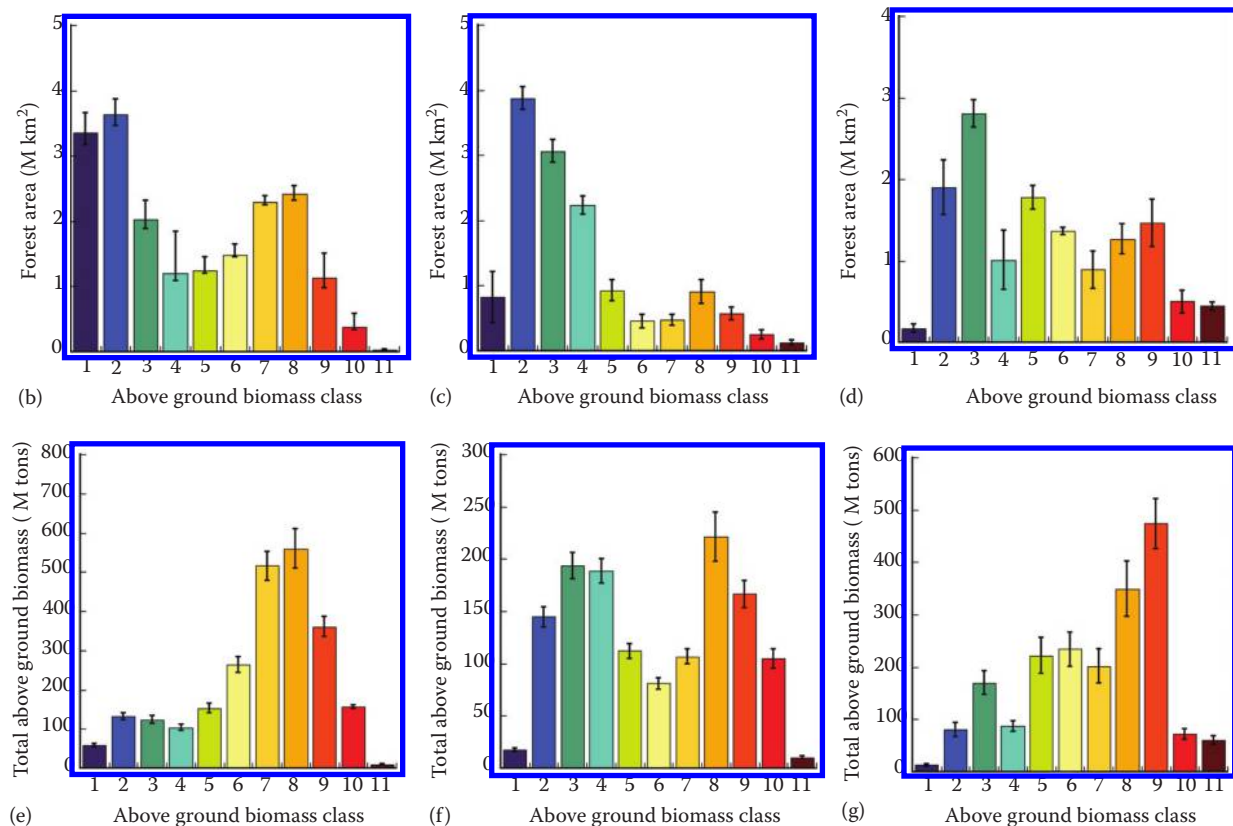 Forest area (M km²)
5
4
3
2
1
0
1 2 3 4 5 6 7 8 9 10 11
(b) Above ground biomass class
Forest area (M km²)
5
4
3
2
1
0
1 2 3 4 5 6 7 8 9 10 11
(c) Above ground biomass class
Forest area (M km²)
4
3
2
1
0
1 2 3 4 5 6 7 8 9 10 11
(d) Above ground biomass class
Total above ground biomass ( M tons)
800
700
600
500
400
300
200
100
0
1 2 3 4 5 6 7 8 9 10 11
(e) Above ground biomass class
Total above ground biomass ( M tons)
300
250
200
150
100
50
0
1 2 3 4 5 6 7 8 9 10 11
(f) Above ground biomass class
Total above ground biomass ( M tons)
600
500
400
300
200
100
0
1 2 3 4 5 6 7 8 9 10 11
(g) Above ground biomass class